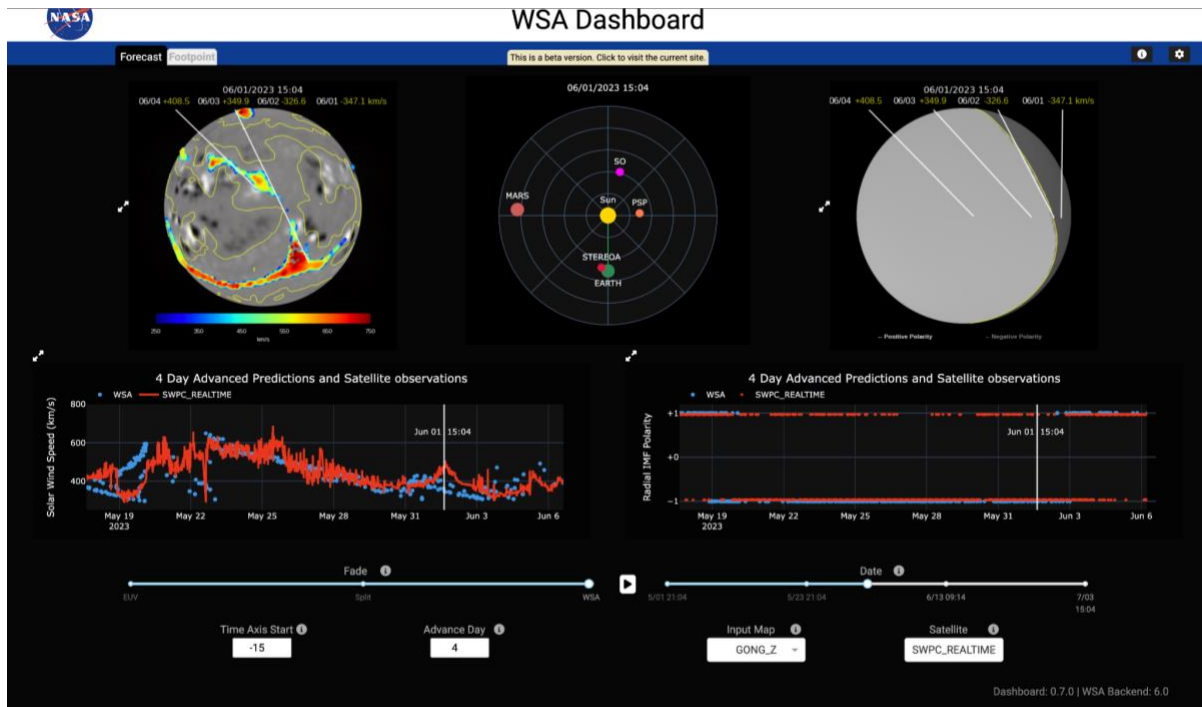 NASA
WSA Dashboard
Forecast
Footpoint
This is a beta version. Click to visit the current site.
06/01/2023 15:04
06/04 +408.5 06/03 +349.9 06/02 -326.6 06/01 -347.1 km/s
250 350 450 550 650 750
km/s
06/01/2023 15:04
SO
MARS
Sun
PSP
STEREOA
EARTH
06/01/2023 15:04
06/04 +408.5 06/03 +349.9 06/02 -326.6 06/01 -347.1 km/s
-- Positive Polarity
-- Negative Polarity
4 Day Advanced Predictions and Satellite observations
WSA
SWPC_REALTIME
Solar Wind Speed (km/s)
800
600
400
Jun 01 15:04
May 19 May 22 May 25 May 28 May 31 Jun 3 Jun 6
2023
4 Day Advanced Predictions and Satellite observations
WSA
SWPC_REALTIME
Radial IMF Polarity
+1
+0
−1
Jun 01 15:04
May 19 May 22 May 25 May 28 May 31 Jun 3 Jun 6
2023
Fade
EUV
Split
WSA
Date
5/01 21:04
5/23 21:04
6/13 09:14
7/03
15:04
Time Axis Start
-15
Advance Day
4
Input Map
GONG_Z
Satellite
SWPC_REALTIME
Dashboard: 0.7.0 | WSA Backend: 6.0